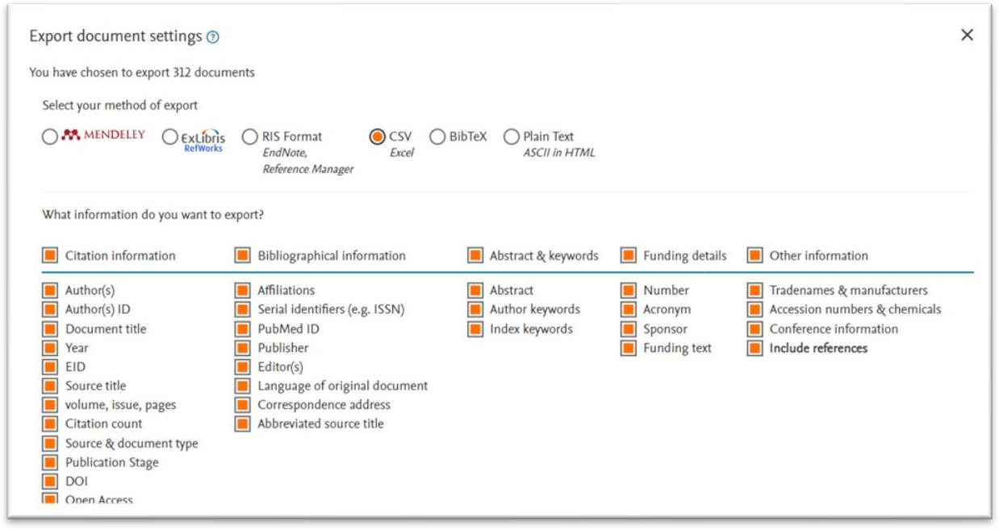 Export document settings ?
You have chosen to export 312 documents
Select your method of export
MENDELEY ExLibris RIS Format CSV BibTeX Plain Text
RefWorks EndNote, Excel ASCII in HTML
Reference Manager
What information do you want to export?
Citation information Bibliographical information Abstract & keywords Funding details Other information
Author(s) Affiliations Abstract Number Tradenames & manufacturers
Author(s) ID Serial identifiers (e.g. ISSN) Author keywords Acronym Accession numbers & chemicals
Document title PubMed ID Index keywords Sponsor Conference information
Year Publisher Funding text Include references
EID Editor(s)
Source title Language of original document
volume, issue, pages Correspondence address
Citation count Abbreviated source title
Source & document type
Publication Stage
DOI
Open Access